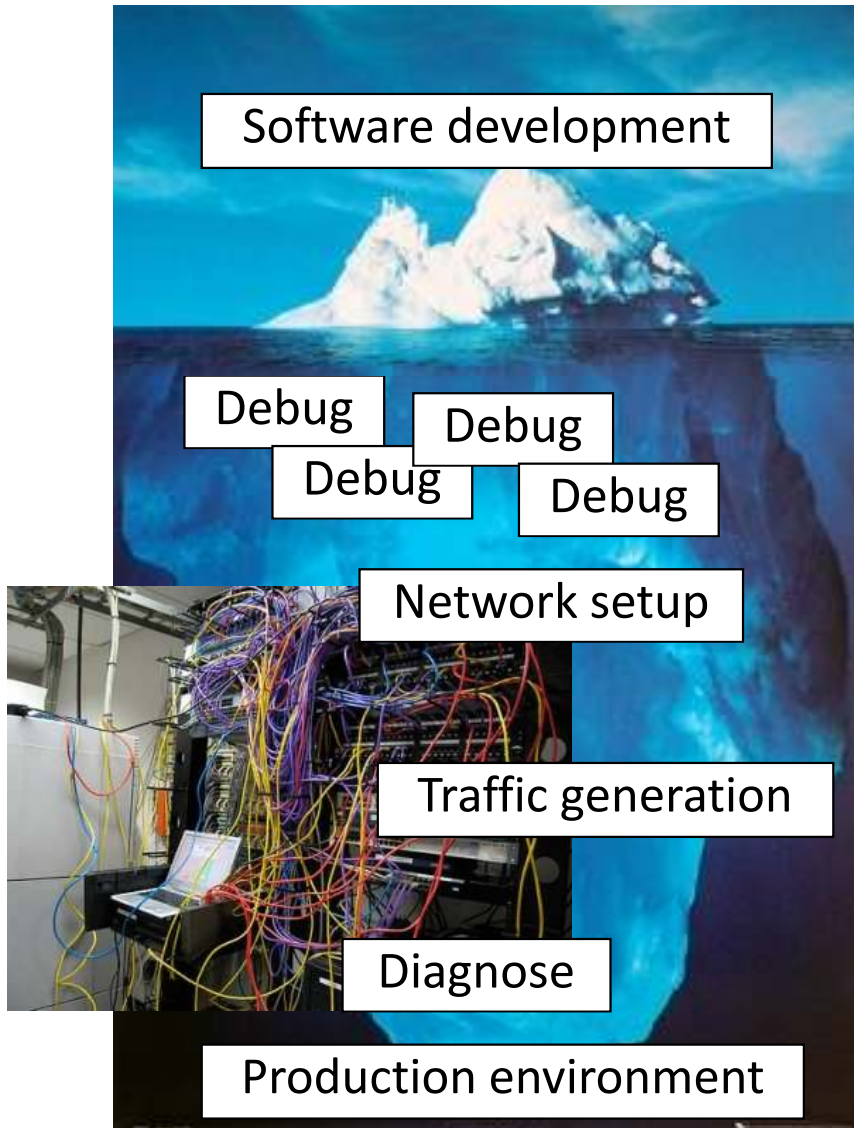 Software development
Debug
Debug
Debug
Debug
Network setup
Traffic generation
Diagnose
Production environment